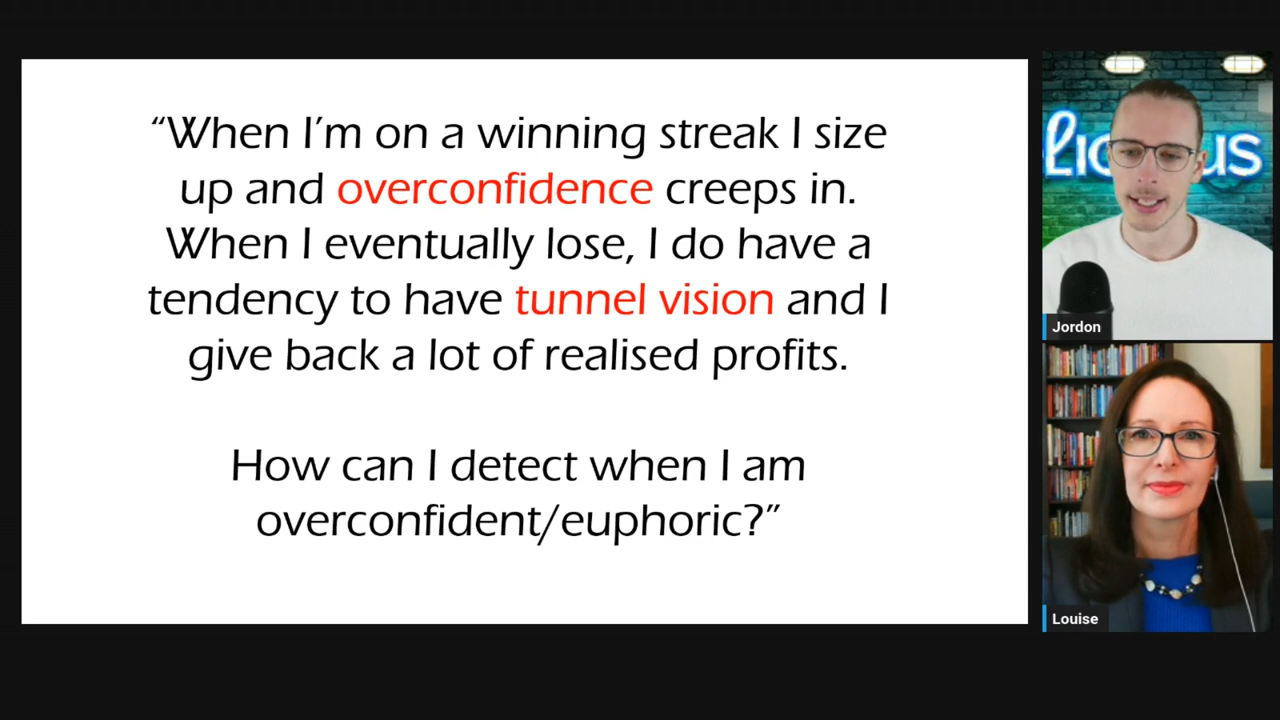 “When I’m on a winning streak I size
up and overconfidence creeps in.
When I eventually lose, I do have a
tendency to have tunnel vision and I
give back a lot of realised profits.
How can I detect when I am
overconfident/euphoric?”
Jordon
Louise